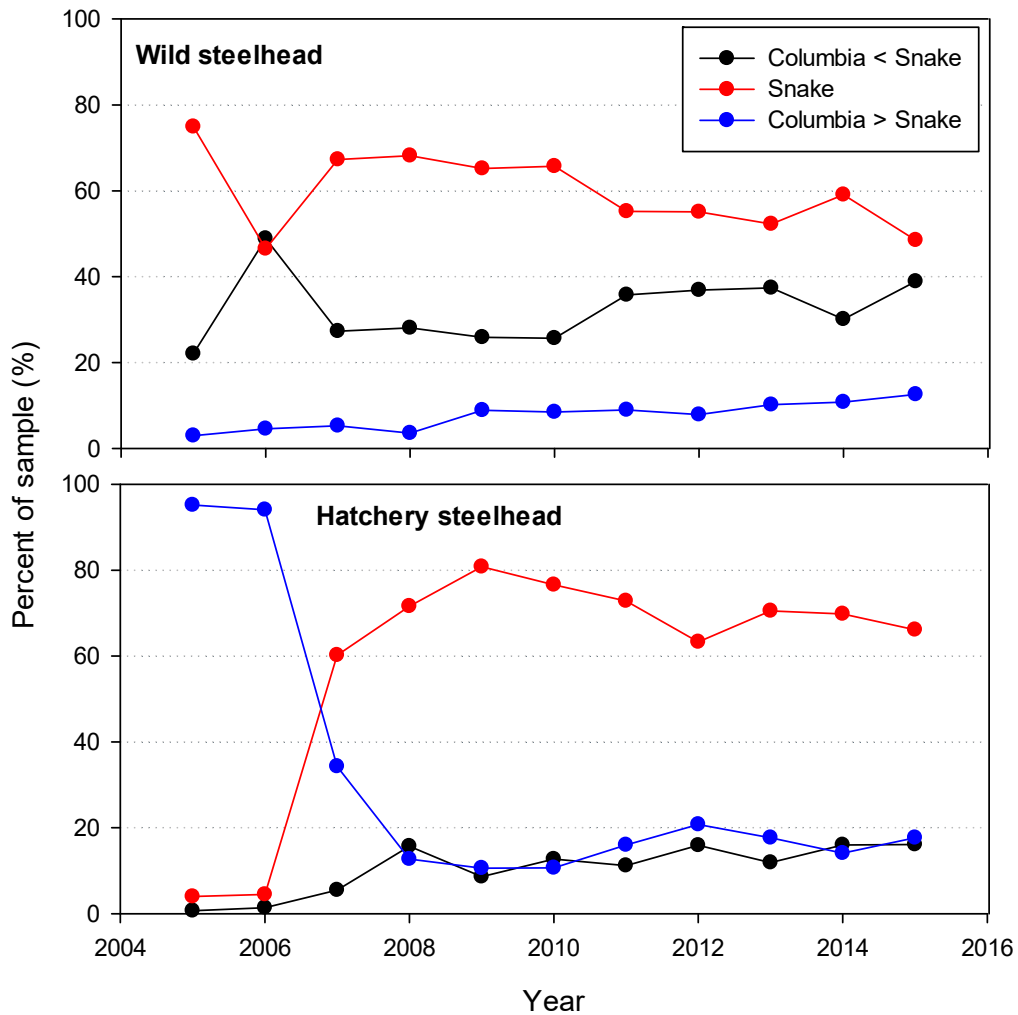 100
Wild steelhead
Columbia < Snake
Snake
Columbia > Snake
80
60
40
20
0
Percent of sample (%)
100
Hatchery steelhead
80
60
40
20
0
2004 2006 2008 2010 2012 2014 2016
Year